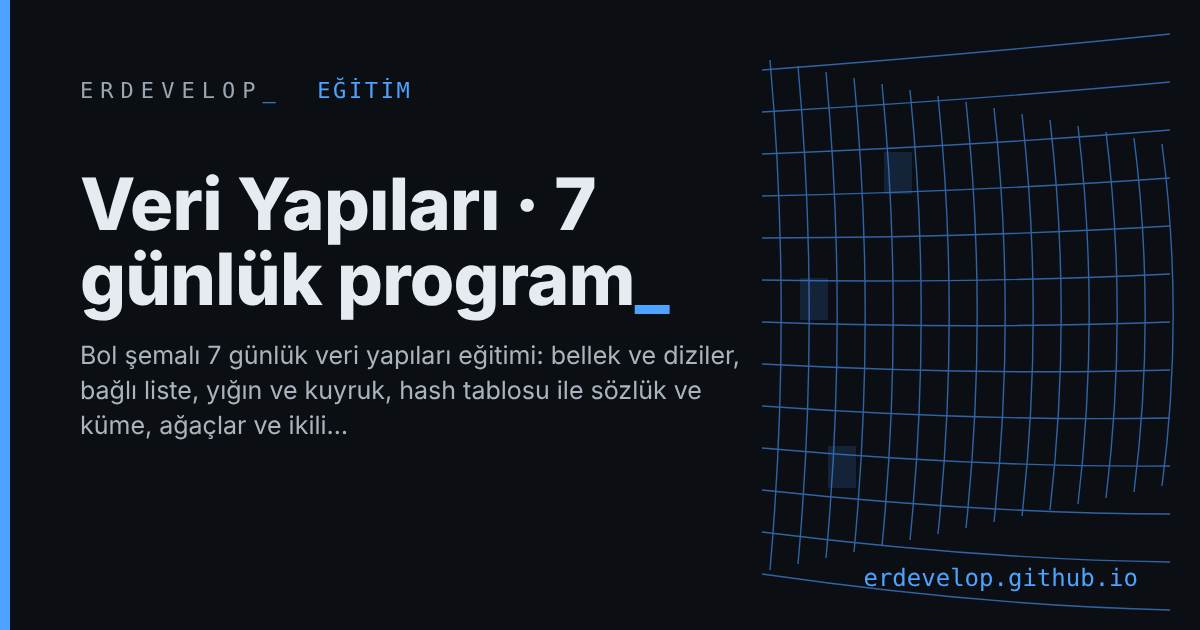 ERDEVELOP_ EĞİTİM
Veri Yapıları · 7
günlük program_
Bol şemalı 7 günlük veri yapıları eğitimi: bellek ve diziler,
bağlı liste, yığın ve kuyruk, hash tablosu ile sözlük ve
küme, ağaçlar ve ikili...
erdevelop.github.io